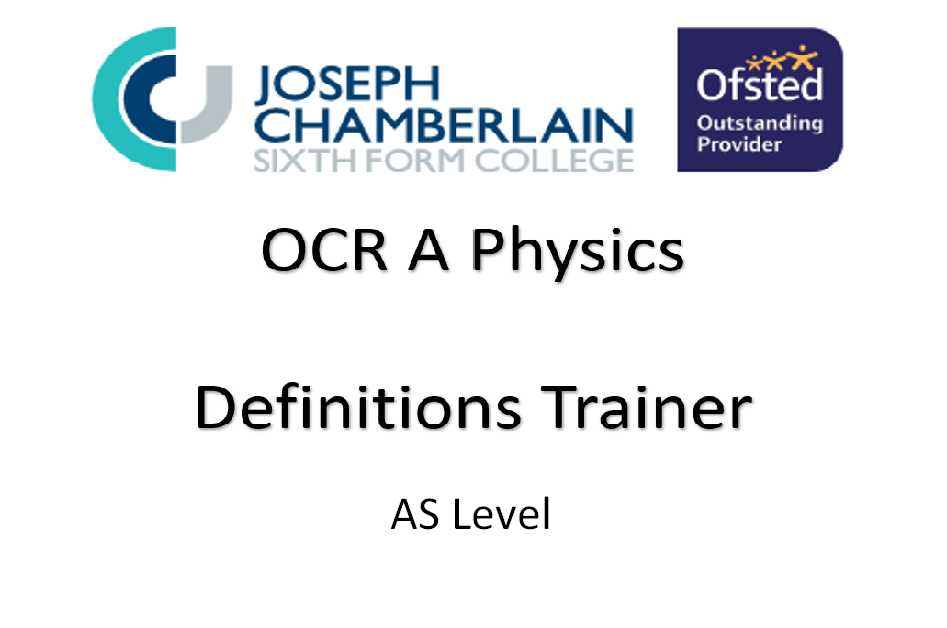 JOSEPH
CHAMBERLAIN
SIXTH FORM COLLEGE
Ofsted
Outstanding
Provider
OCR A Physics
Definitions Trainer
AS Level